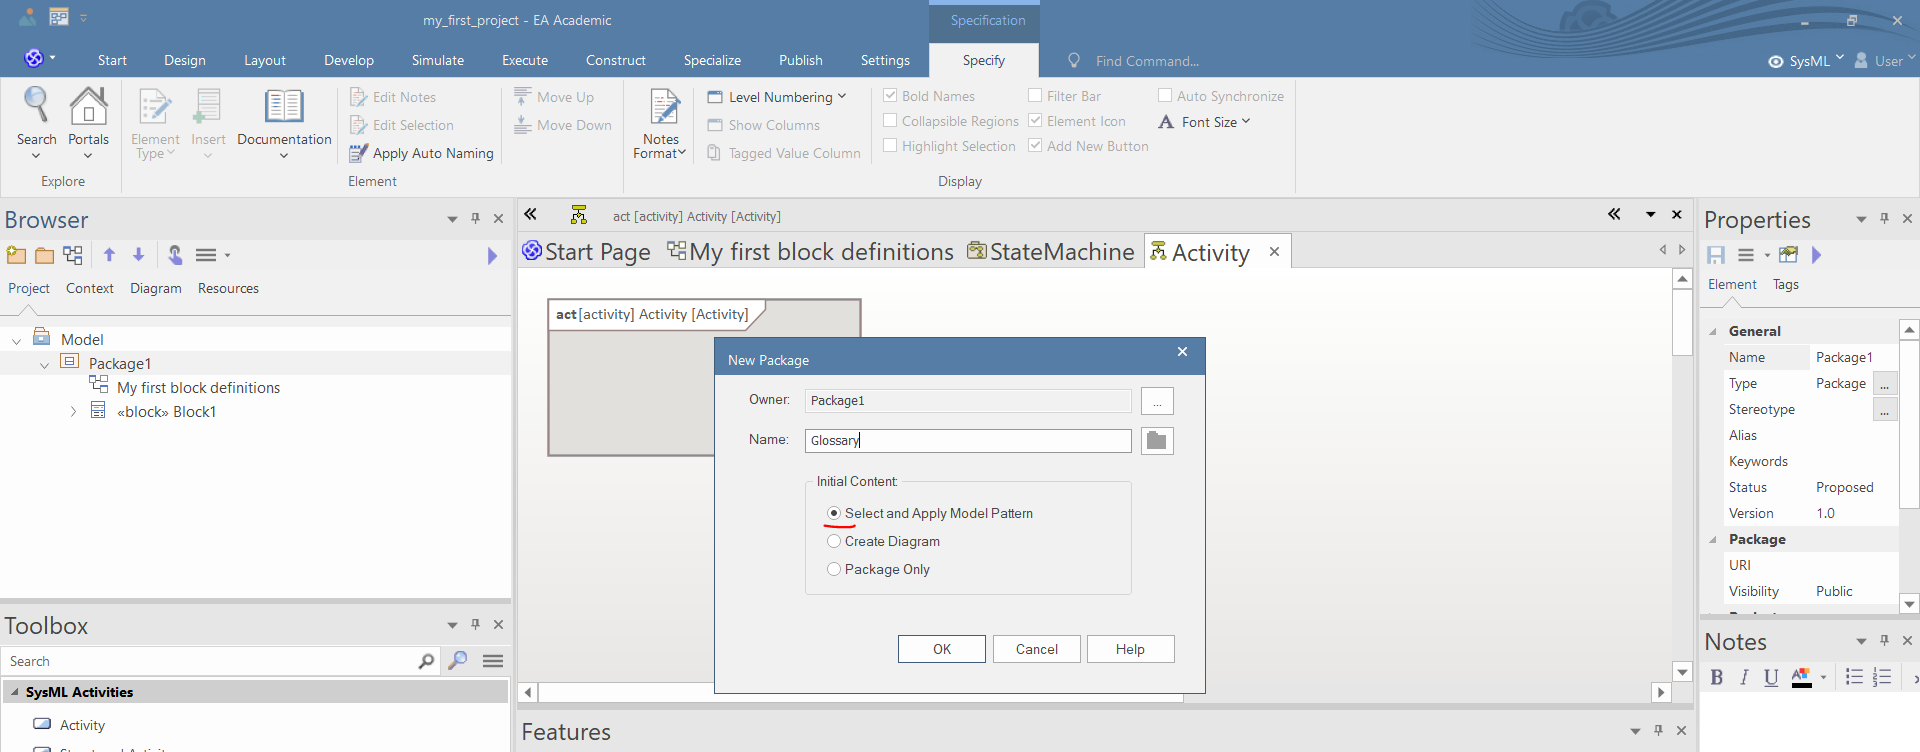 my_first_project - EA Academic
Specification
Start
Design
Layout
Develop
Simulate
Execute
Construct
Specialize
Publish
Settings
Specify
Find Command...
SysML
User
Search
Portals
Explore
Element
Type
Insert
Documentation
Edit Notes
Edit Selection
Apply Auto Naming
Move Up
Move Down
Element
Notes
Format
Level Numbering
Show Columns
Tagged Value Column
Bold Names
Collapsible Regions
Highlight Selection
Filter Bar
Element Icon
Add New Button
Auto Synchronize
A Font Size
Display
Browser
Project
Context
Diagram
Resources
Model
Package1
My first block definitions
«block» Block1
Toolbox
Search
SysML Activities
Activity
act [activity] Activity [Activity]
Start Page
My first block definitions
StateMachine
Activity
act [activity] Activity [Activity]
New Package
Owner:
Package1
...
Name:
Glossary
Initial Content:
Select and Apply Model Pattern
Create Diagram
Package Only
OK
Cancel
Help
Features
Properties
Element
Tags
General
Name Package1
Type Package ...
Stereotype ...
Alias
Keywords
Status Proposed
Version 1.0
Package
URI
Visibility Public
Notes
B I U A